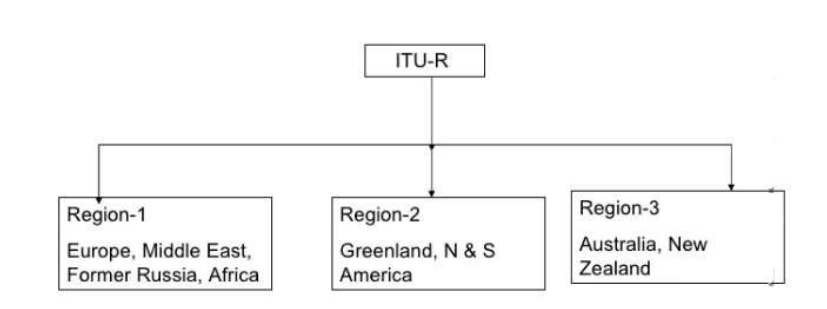 ITU-R
Region-1
Europe, Middle East,
Former Russia, Africa
Region-2
Greenland, N & S
America
Region-3
Australia, New
Zealand